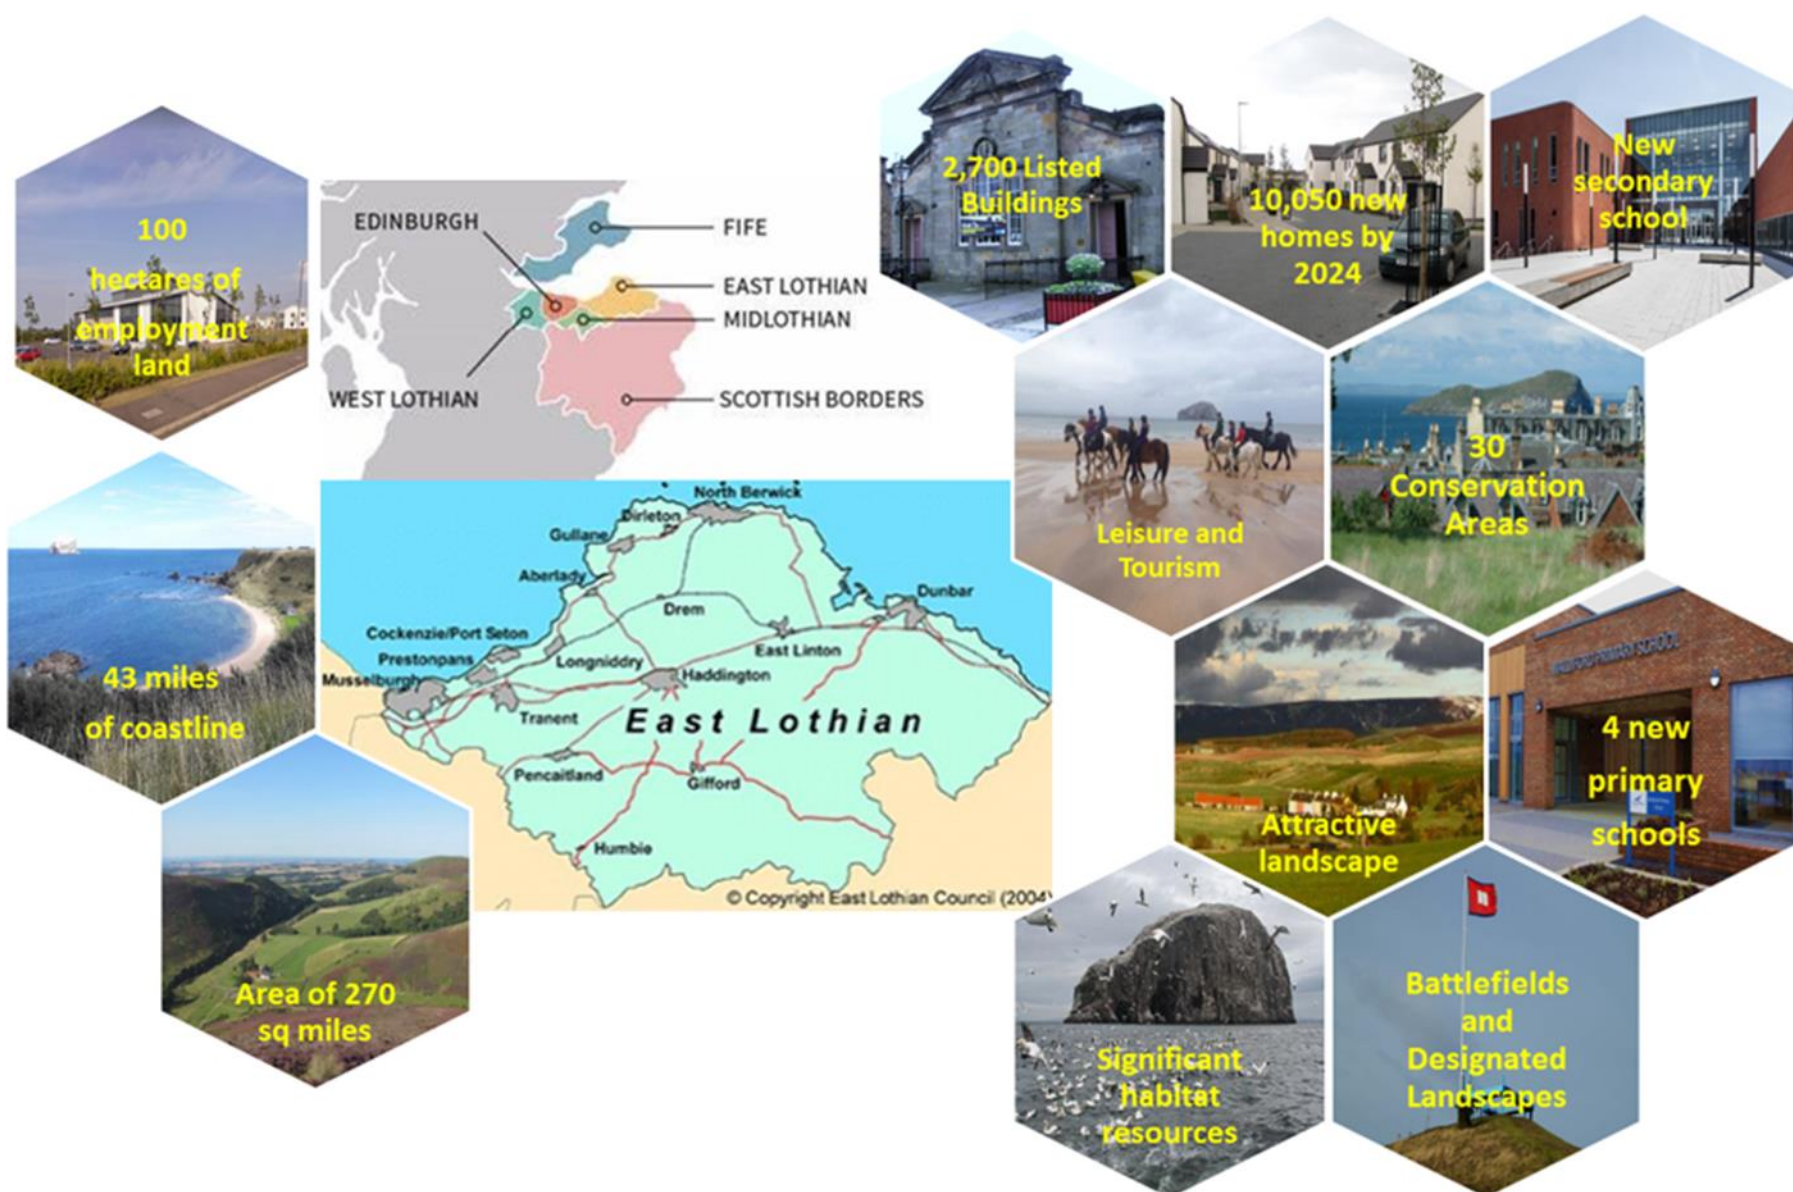 100
hectares of
employment
land
EDINBURGH
FIFE
EAST LOTHIAN
MIDLOTHIAN
WEST LOTHIAN
SCOTTISH BORDERS
2,700 Listed
Buildings
10,050 new
homes by
2024
New
secondary
school
43 miles
of coastline
Area of 270
sq miles
North Berwick
Dirleton
Gullane
Aberlady
Dunbar
Drem
Cockenzie/Port Seton
East Linton
Prestonpans
Longniddry
Haddington
Musselburgh
Tranent
East Lothian
Pencaitland
Gifford
Humbie
© Copyright East Lothian Council (2004)
Leisure and
Tourism
30
Conservation
Areas
Attractive
landscape
PRIMARY SCHOOL
4 new
primary
schools
Significant
habitat
resources
Battlefields
and
Designated
Landscapes